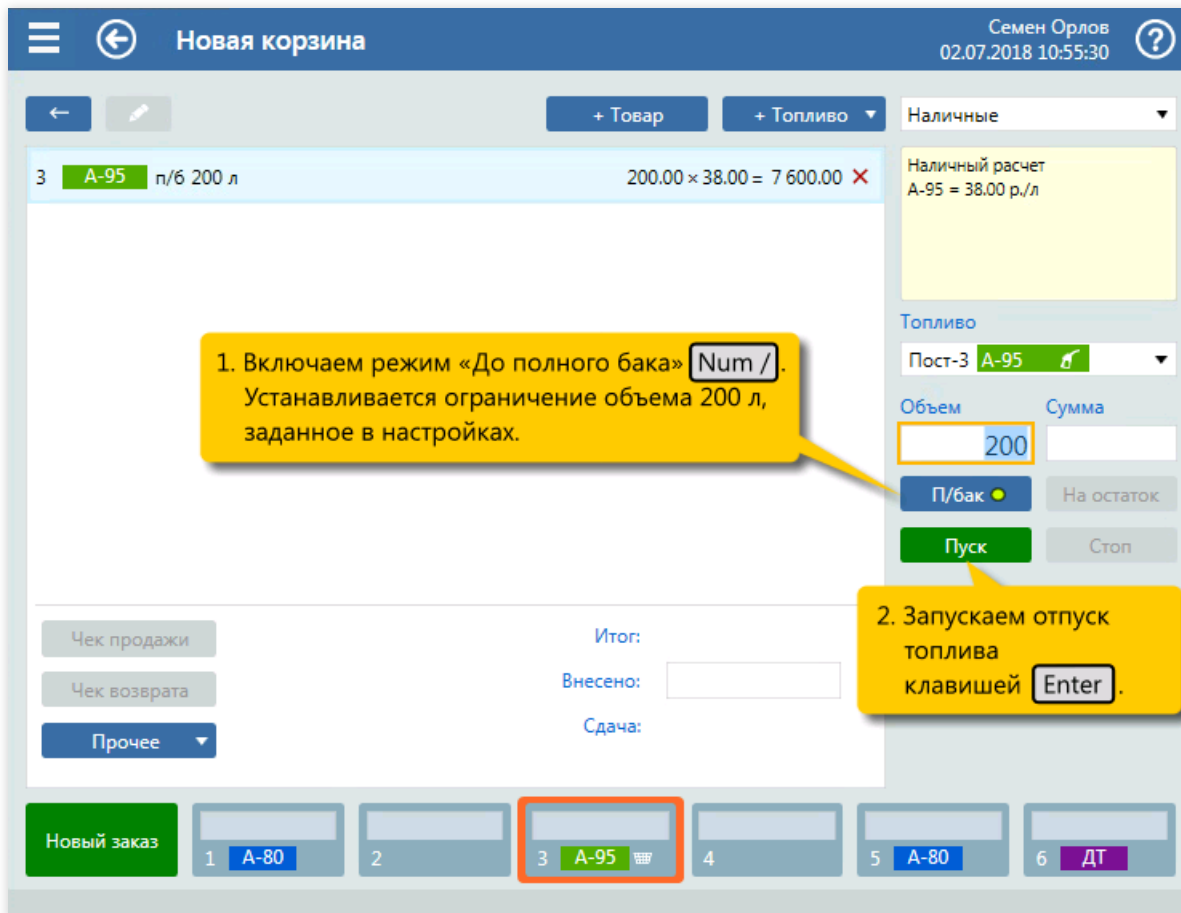 Новая корзина
Семен Орлов
02.07.2018 10:55:30
+ Товар
+ Топливо
Наличные
3 А-95 п/б 200 л 200.00 × 38.00 = 7 600.00
Наличный расчет
А-95 = 38.00 р./л
1. Включаем режим «До полного бака» Num /.
Устанавливается ограничение объема 200 л,
заданное в настройках.
Топливо
Пост-3 А-95
Объем Сумма
200
П/бак На остаток
Пуск Стоп
2. Запускаем отпуск
топлива
клавишей Enter.
Чек продажи
Чек возврата
Прочее
Итог:
Внесено:
Сдача:
Новый заказ
1 А-80
2
3 А-95
4
5 А-80
6 ДТ